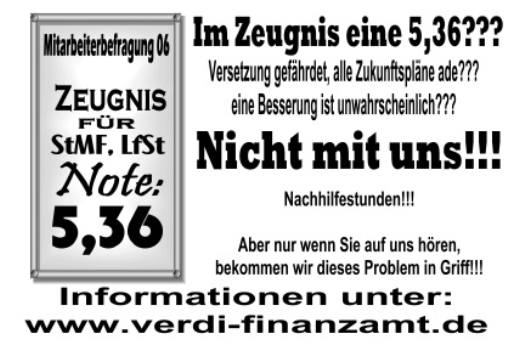 Mitarbeiterbefragung 06
ZEUGNIS
FÜR
StMF, LfSt
Note:
5,36
Im Zeugnis eine 5,36???
Versetzung gefährdet, alle Zukunftspläne ade???
eine Besserung ist unwahrscheinlich???
Nicht mit uns!!!
Nachhilfestunden!!!
Aber nur wenn Sie auf uns hören,
bekommen wir dieses Problem in Griff!!!
Informationen unter:
www.verdi-finanzamt.de